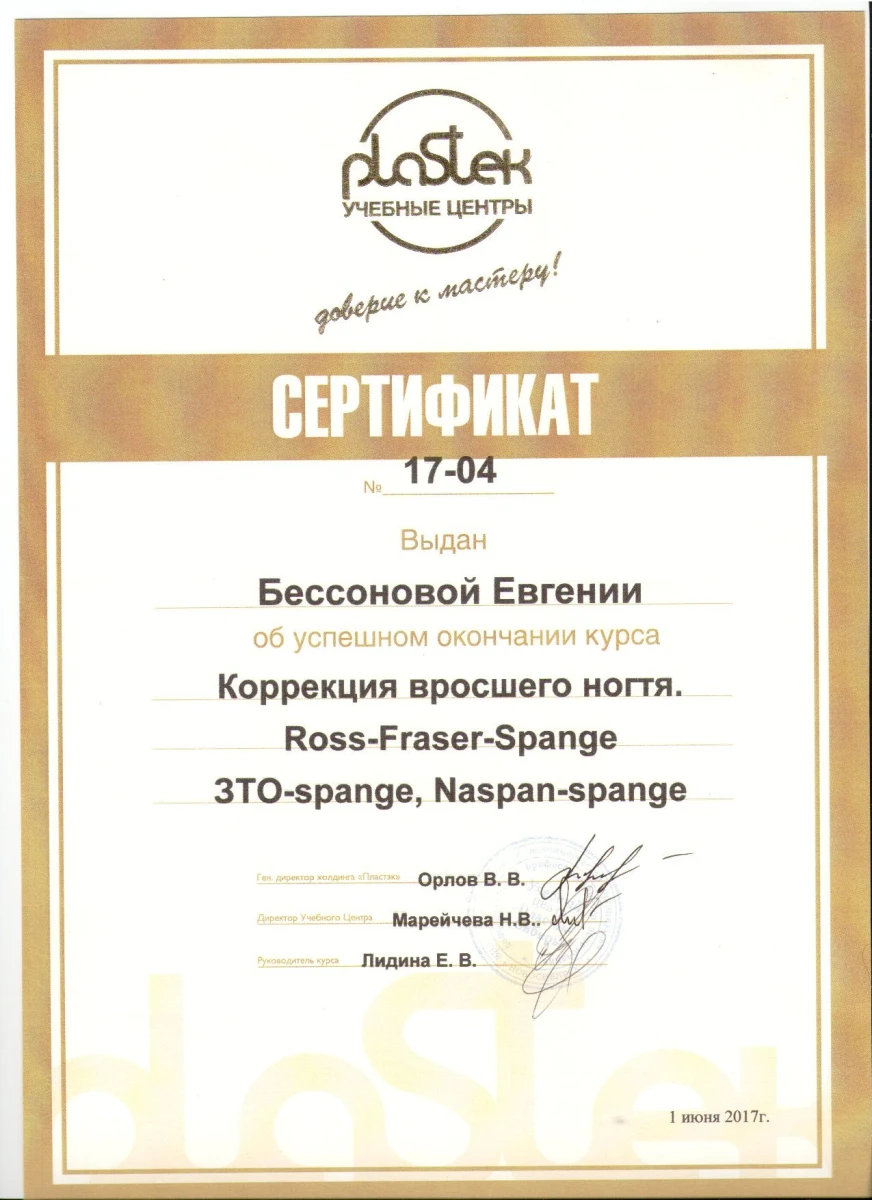 plastek
УЧЕБНЫЕ ЦЕНТРЫ
доверие к мастеру!
СЕРТИФИКАТ
№ 17-04
Выдан
Бессоновой Евгении
об успешном окончании курса
Коррекция вросшего ногтя.
Ross-Fraser-Spange
3TO-spange, Naspan-spange
Ген. директор холдинга «Пластэк» Орлов В. В.
Директор Учебного Центра Марейчева Н.В..
Руководитель курса Лидина Е. В.
plastek
1 июня 2017г.